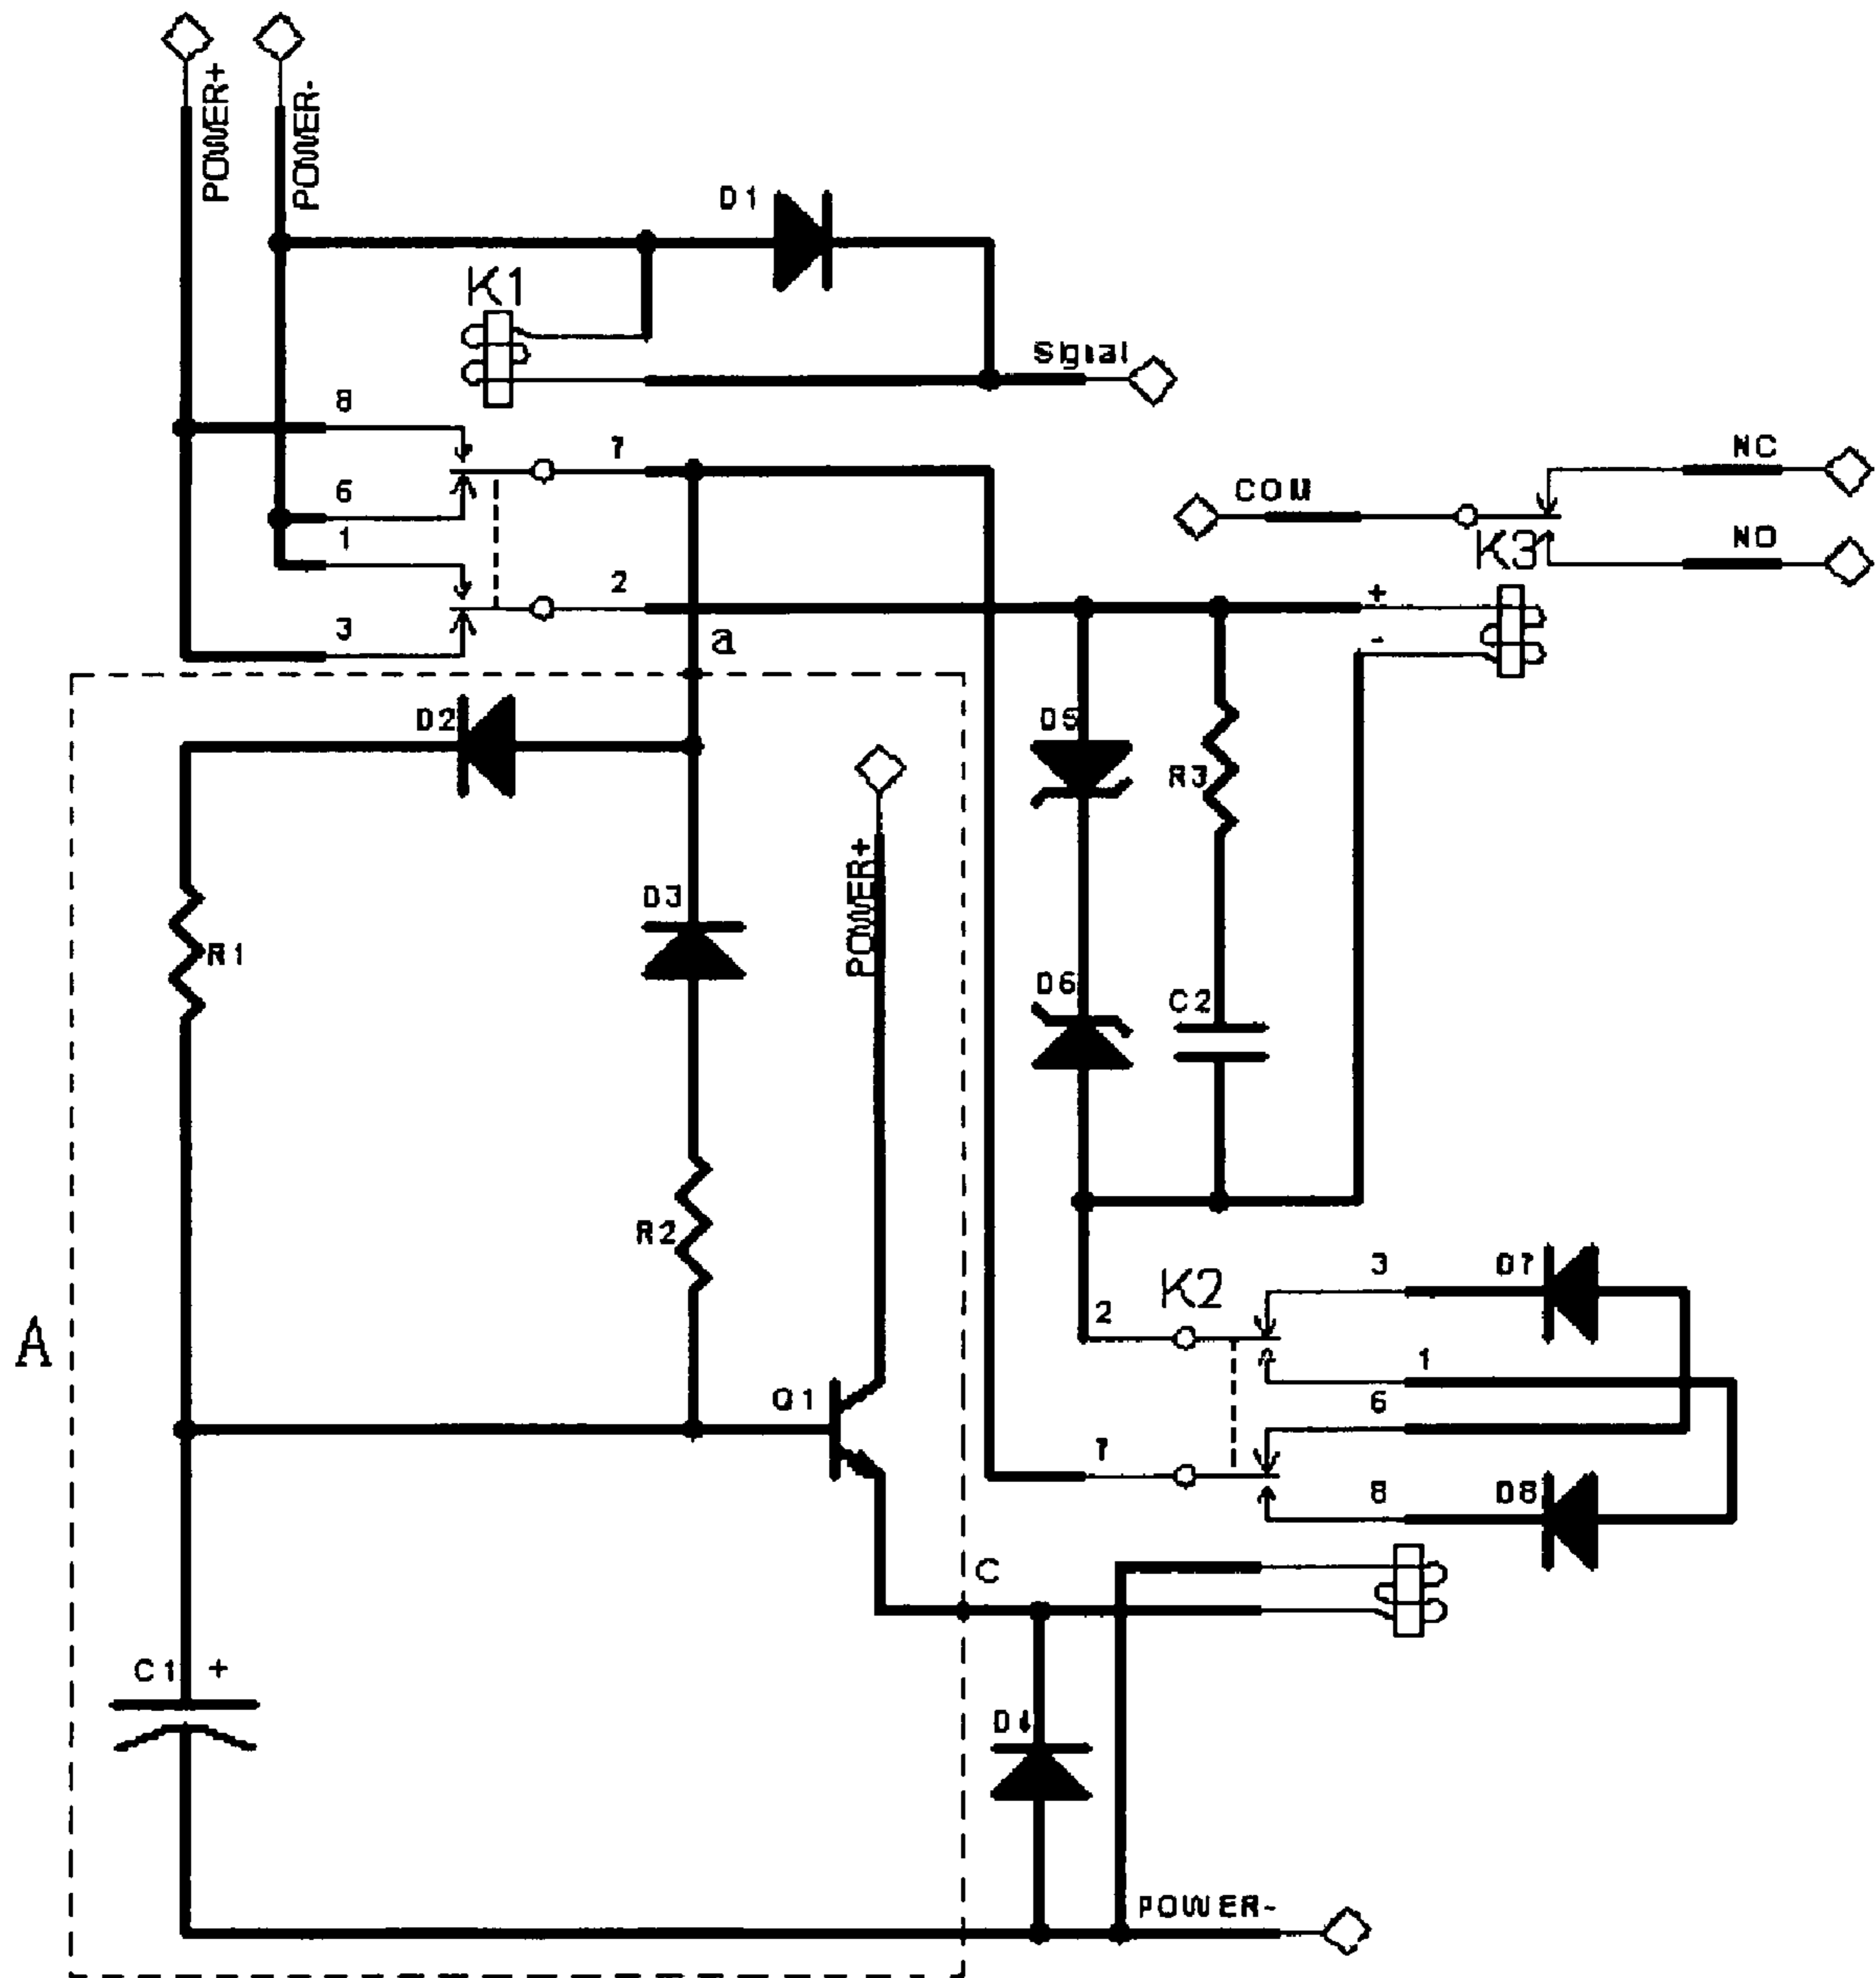 POWER+
POWER-
D1
K1
Signal
8
7
6
1
2
3
a
COM
NC
NO
K3
+
-
D2
D5
R3
POWER+
D3
R1
D6
C2
R2
A
K2
3
D7
2
1
6
Q1
7
8
D8
C
C1 +
D4
POWER-